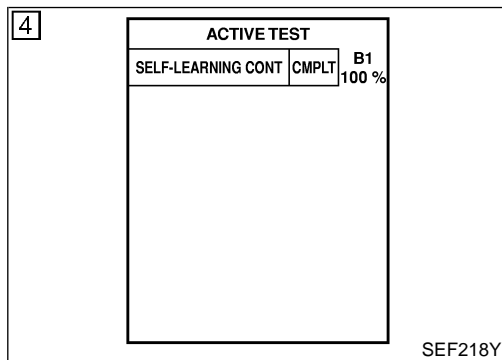 4
ACTIVE TEST
SELF-LEARNING CONT CMPLT B1
100 %
SEF218Y